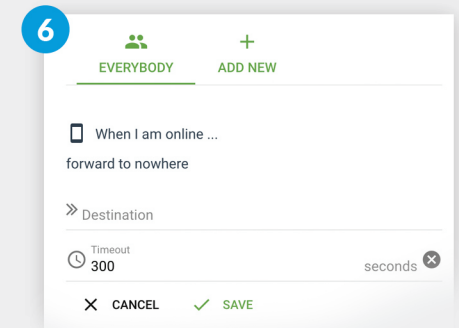 6
EVERYBODY ADD NEW
When I am online ...
forward to nowhere
Destination
Timeout
300 seconds
CANCEL SAVE